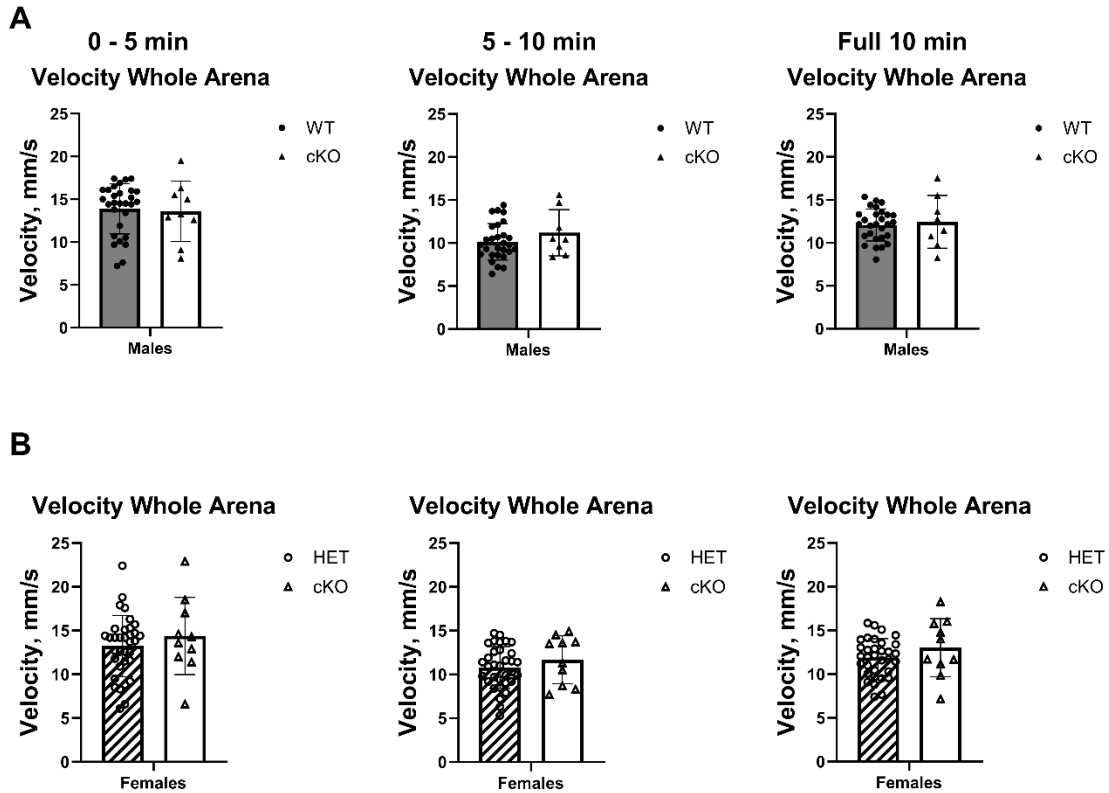 A
0 - 5 min
Velocity Whole Arena
Velocity, mm/s
25
20
15
10
5
0
Males
WT
cKO
5 - 10 min
Velocity Whole Arena
Velocity, mm/s
25
20
15
10
5
0
Males
WT
cKO
Full 10 min
Velocity Whole Arena
Velocity, mm/s
25
20
15
10
5
0
Males
WT
cKO
B
Velocity Whole Arena
Velocity, mm/s
25
20
15
10
5
0
Females
HET
cKO
Velocity Whole Arena
Velocity, mm/s
25
20
15
10
5
0
Females
HET
cKO
Velocity Whole Arena
Velocity, mm/s
25
20
15
10
5
0
Females
HET
cKO